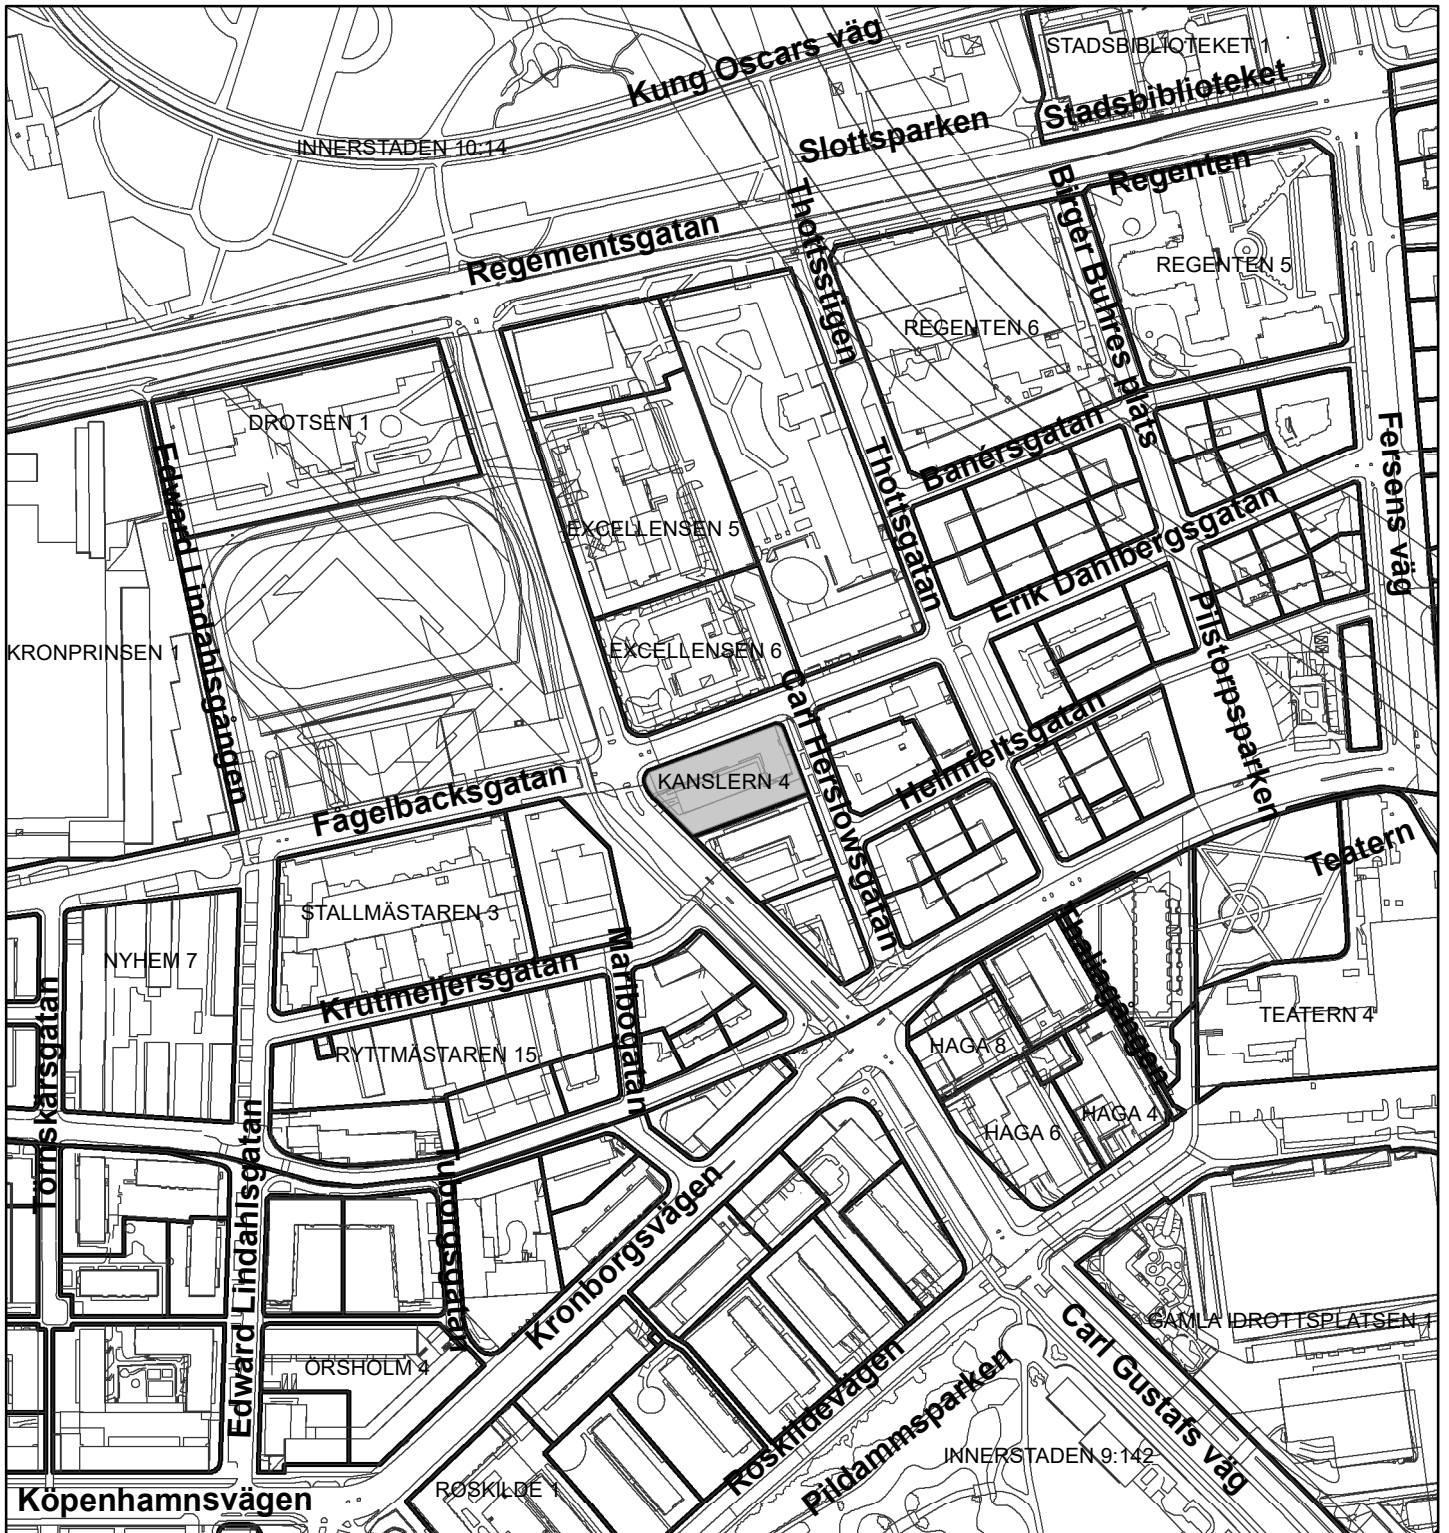 Kung Oscars väg
STADSBIBLIOTEKET 1
Stadsbiblioteket
Slottsparken
INNERSTADEN 10:14
Regenten
Birger Buhres plats
Thottsstigen
Regementsgatan
REGENTEN 5
REGENTEN 6
DROTSEN 1
Banérsgatan
Fersens väg
Edward Lindahlsgången
Thottsgatan
EXCELLENSEN 5
Erik Dahlbergsgatan
KRONPRINSEN 1
EXCELLENSEN 6
Pilstorpsparken
Carl Herslowsgatan
Helmfeltsgatan
KANSLERN 4
Fågelbacksgatan
Teatern
STALLMÄSTAREN 3
NYHEM 7
Krutmeijersgatan
Maribogatan
Thaliagången
TEATERN 4
Törnskärsgatan
RYTTMÄSTAREN 15
HAGA 8
HAGA 4
HAGA 6
Edward Lindahlsgatan
Tuborgsgatan
Kronborgsvägen
GAMLA IDROTTSPLATSEN 1
Carl Gustafs väg
ÖRSHOLM 4
Roskildevägen
Pildammsparken
INNERSTADEN 9:142
ROSKILDE 1
Köpenhamnsvägen